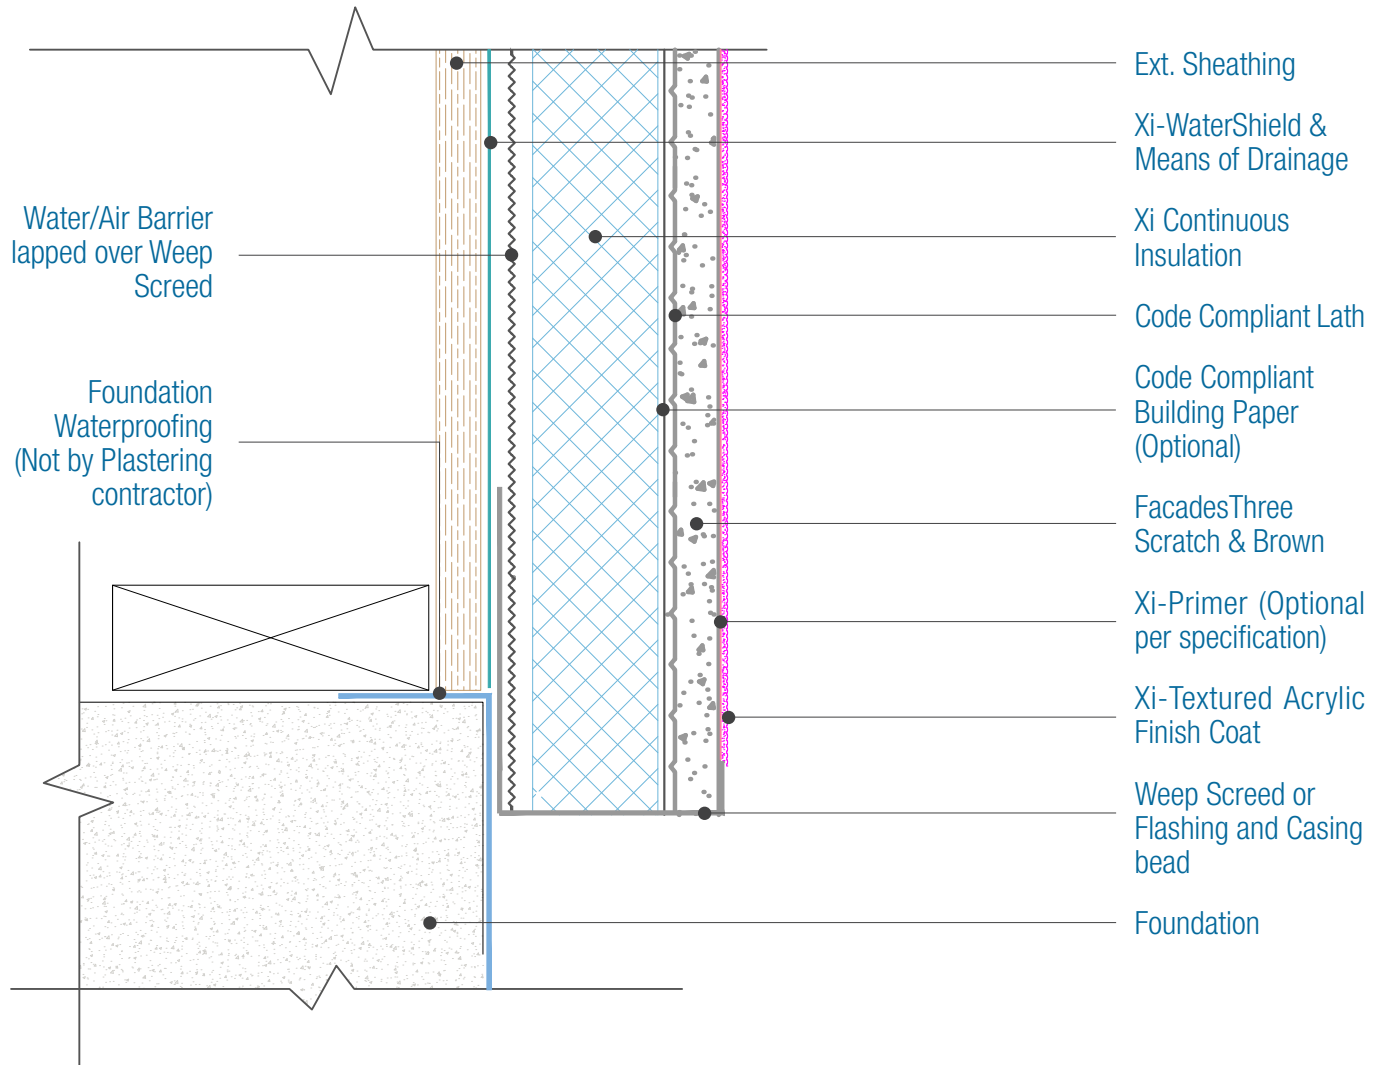 Water/Air Barrier
lapped over Weep
Screed
Foundation
Waterproofing
(Not by Plastering
contractor)
Ext. Sheathing
Xi-WaterShield &
Means of Drainage
Xi Continuous
Insulation
Code Compliant Lath
Code Compliant
Building Paper
(Optional)
FacadesThree
Scratch & Brown
Xi-Primer (Optional
per specification)
Xi-Textured Acrylic
Finish Coat
Weep Screed or
Flashing and Casing
bead
Foundation